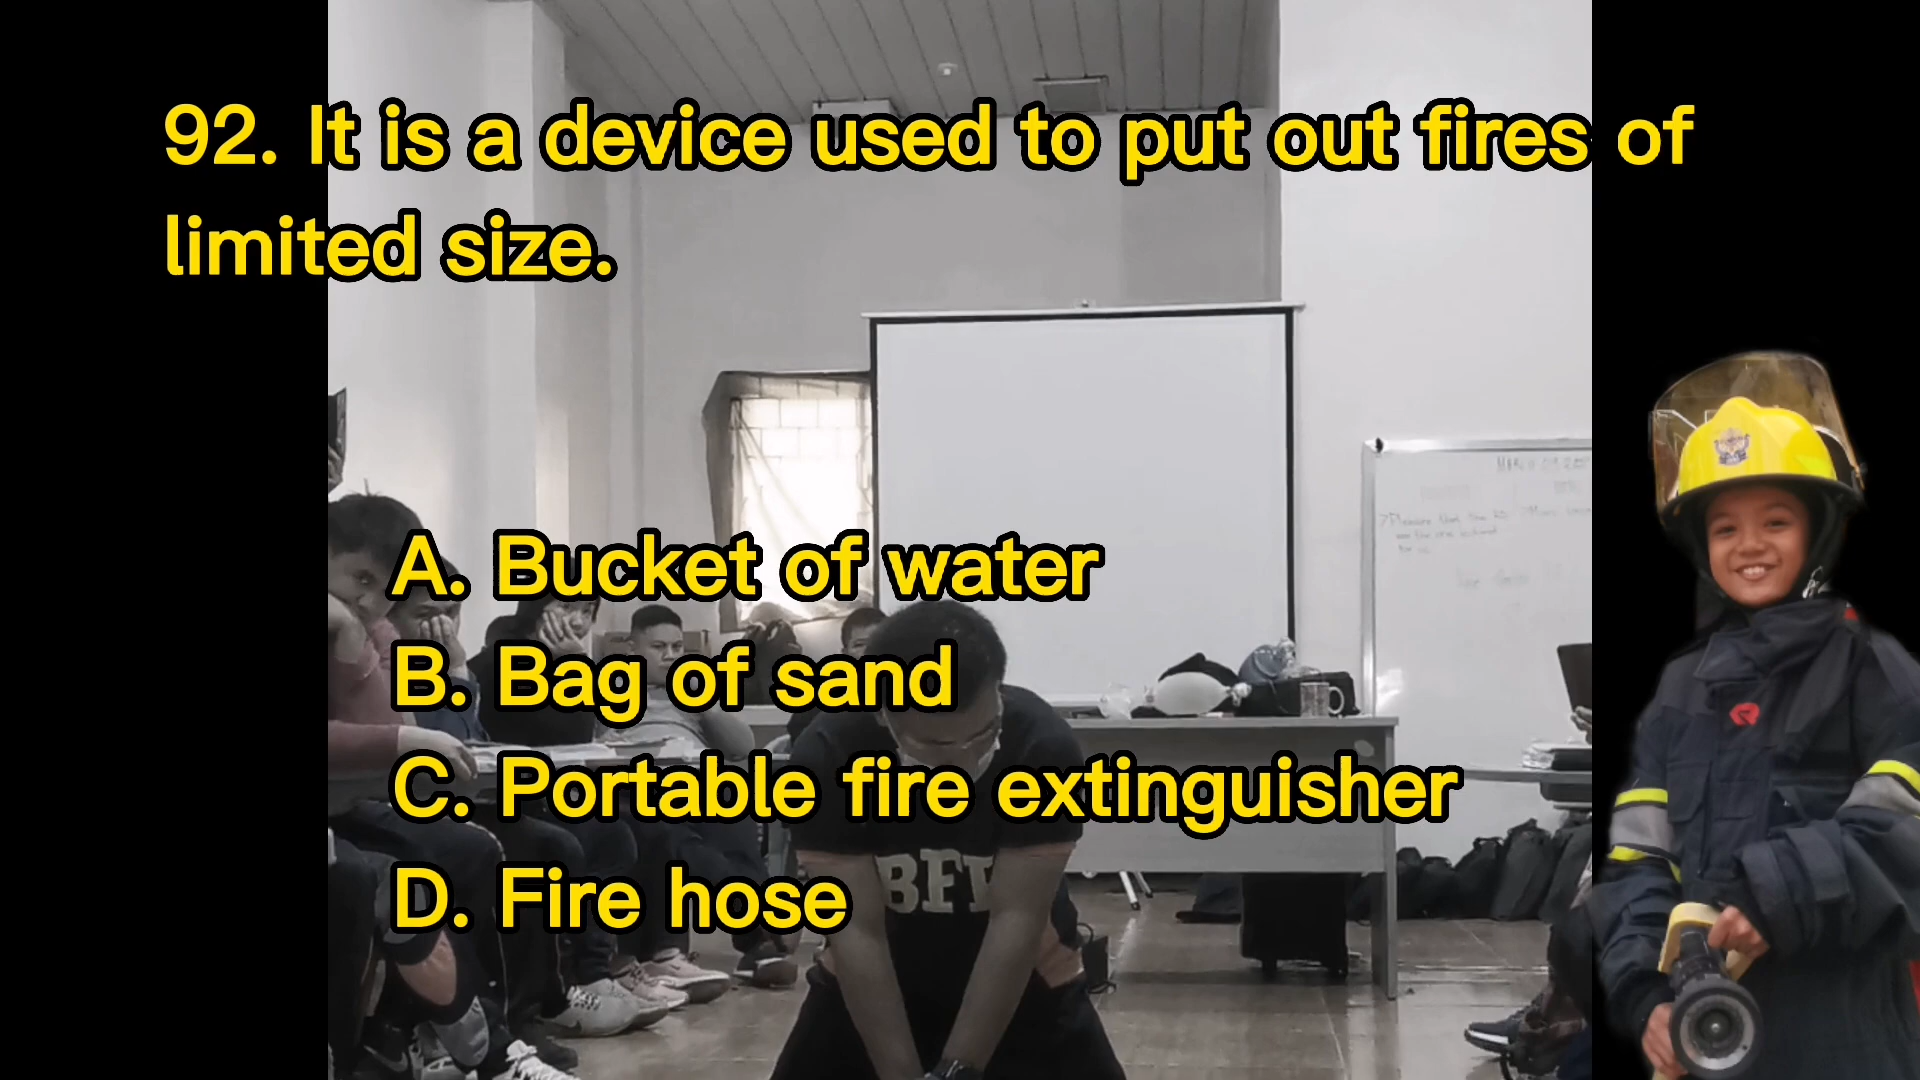 92. It is a device used to put out fires of
limited size.
A. Bucket of water
B. Bag of sand
C. Portable fire extinguisher
D. Fire hose
BFP